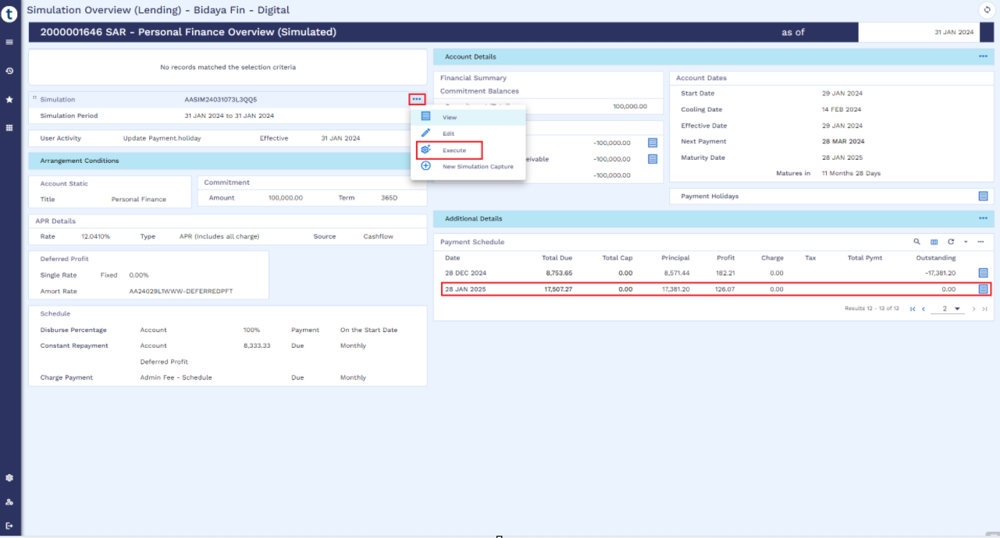 t Simulation Overview (Lending) - Bidaya Fin - Digital
2000001646 SAR - Personal Finance Overview (Simulated) as of 31 JAN 2024
No records matched the selection criteria
Simulation AASIM24031073L3QQ5
Simulation Period 31 JAN 2024 to 31 JAN 2024
User Activity Update Payment.holiday Effective 31 JAN 2024
Arrangement Conditions
Account Static
Title Personal Finance
Commitment
Amount 100,000.00 Term 365D
APR Details
Rate 12.0410% Type APR (Includes all charge) Source Cashflow
Deferred Profit
Single Rate Fixed 0.00%
Amort Rate AA24029L1WWW-DEFERREDPFT
Schedule
Disburse Percentage Account 100% Payment On the Start Date
Constant Repayment Account 8,333.33 Due Monthly
Deferred Profit
Charge Payment Admin Fee - Schedule Due Monthly
View
Edit
Execute
New Simulation Capture
Account Details
Financial Summary
Commitment Balances
100,000.00
-100,000.00
eivable -100,000.00
-100,000.00
Account Dates
Start Date 29 JAN 2024
Cooling Date 14 FEB 2024
Effective Date 29 JAN 2024
Next Payment 28 MAR 2024
Maturity Date 28 JAN 2025
Matures in 11 Months 28 Days
Payment Holidays
Additional Details
Payment Schedule
Date Total Due Total Cap Principal Profit Charge Tax Total Pymt Outstanding
28 DEC 2024 8,753.65 0.00 8,571.44 182.21 0.00 -17,381.20
28 JAN 2025 17,507.27 0.00 17,381.20 126.07 0.00 0.00
Results 12 - 13 of 13 2